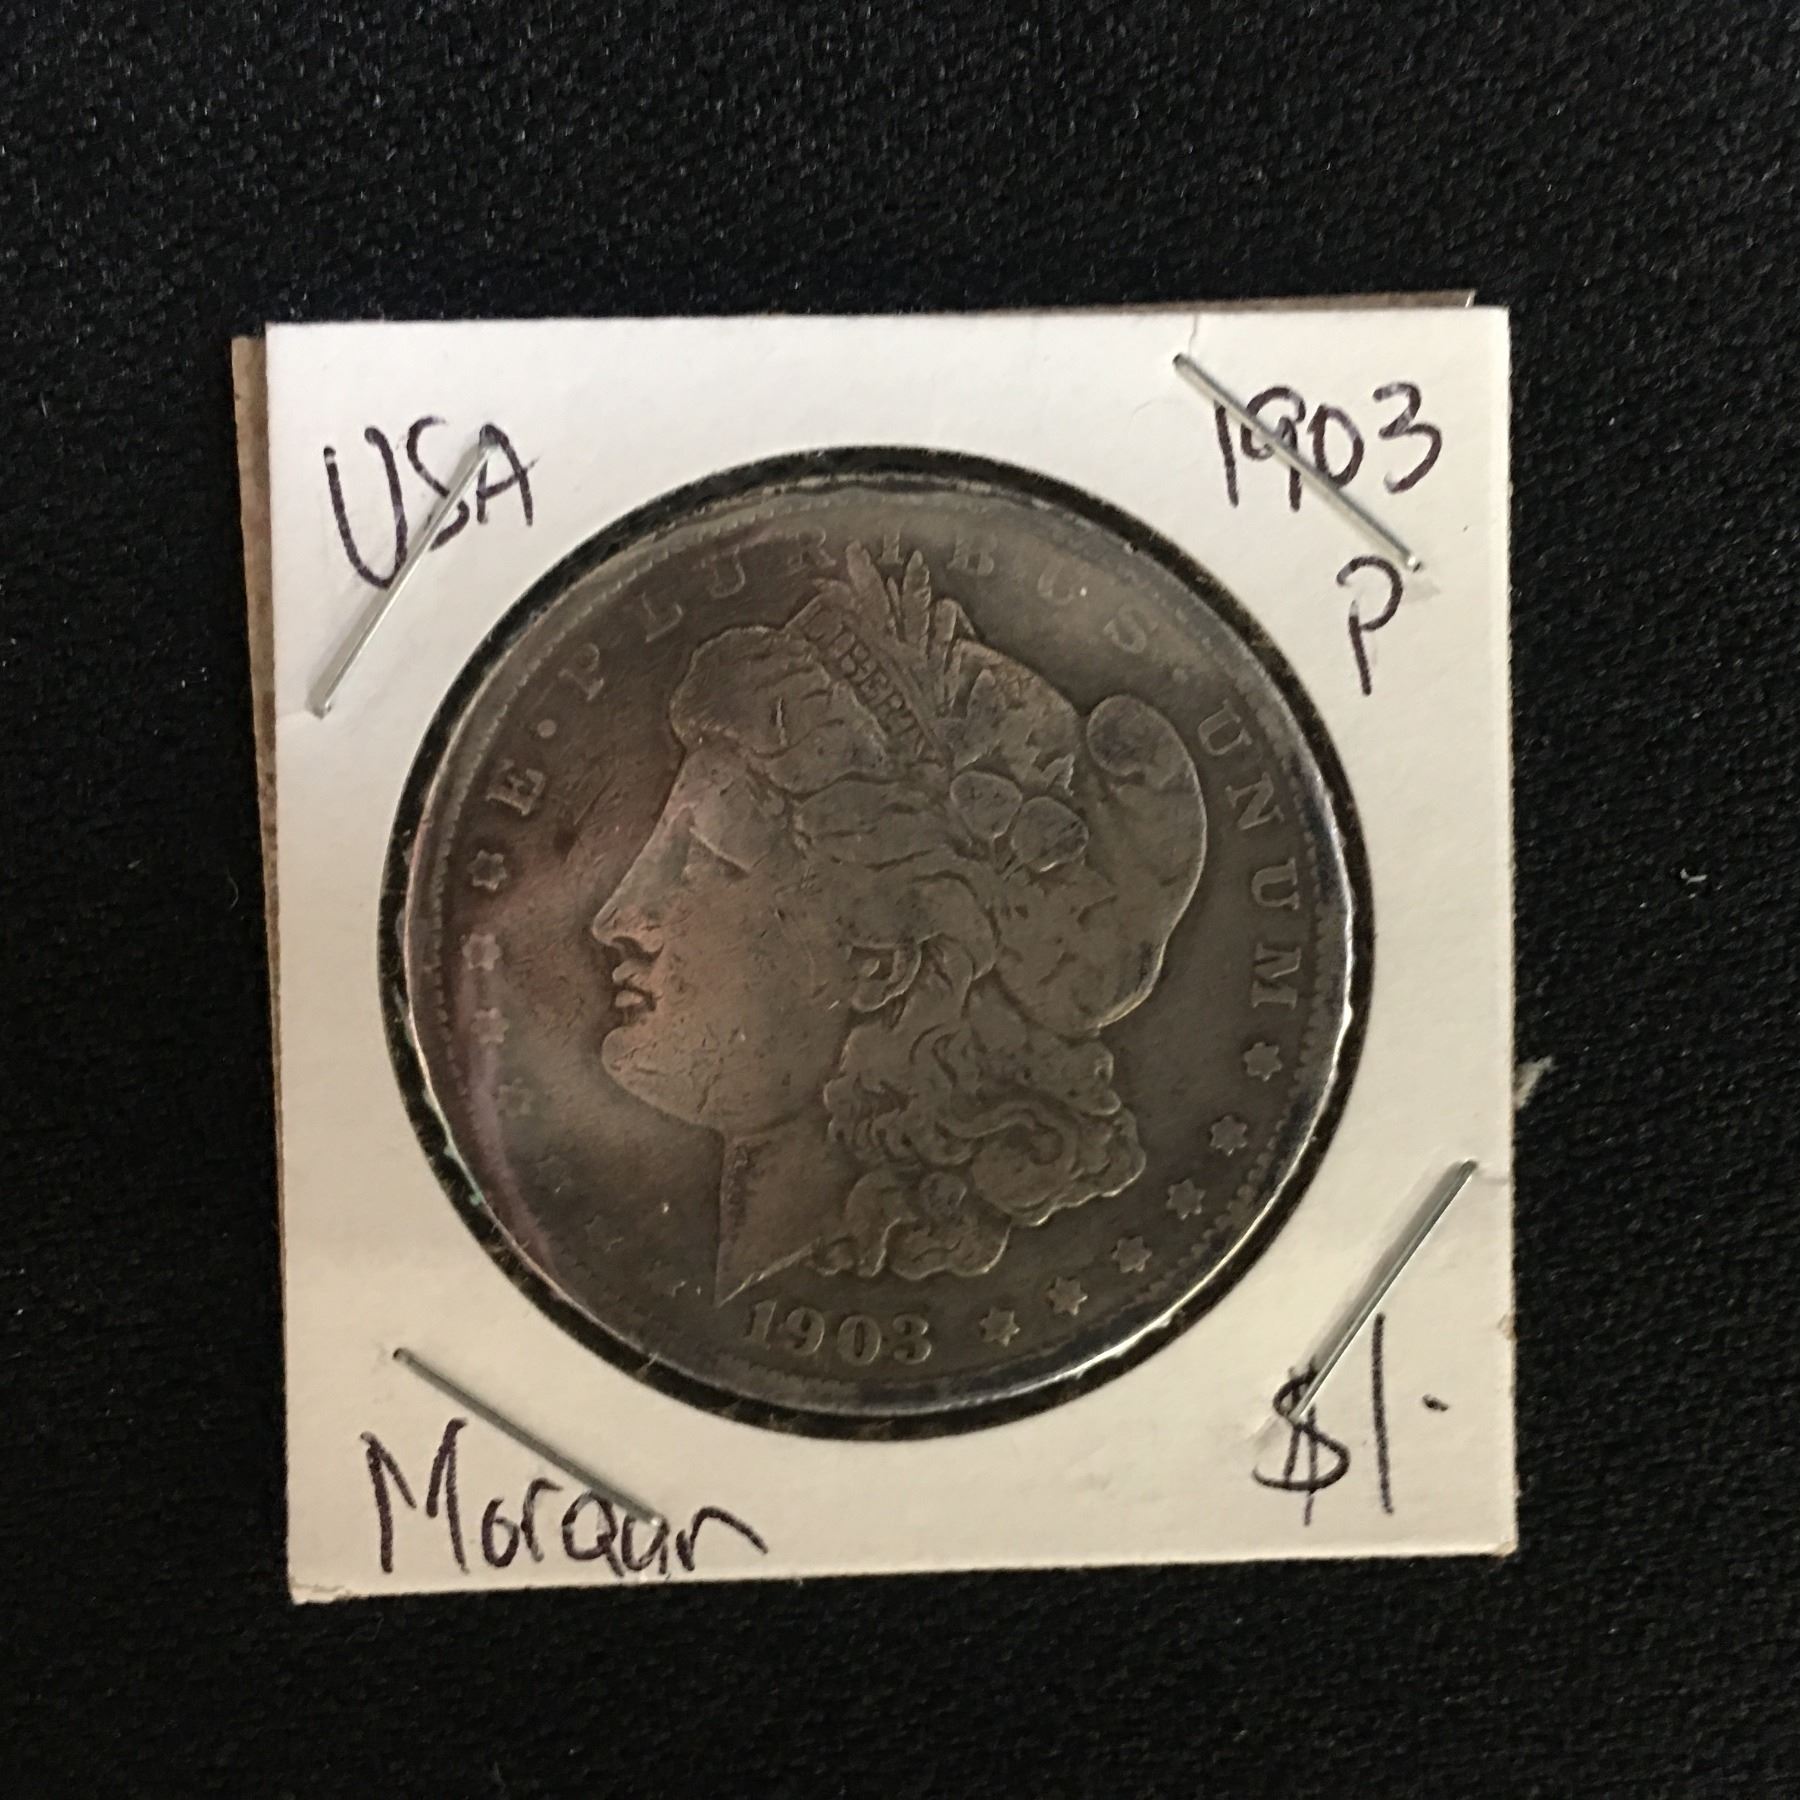 USA
1903
P
E · PLURIBUS · UNUM
LIBERTY
1903
Morgan
$1.